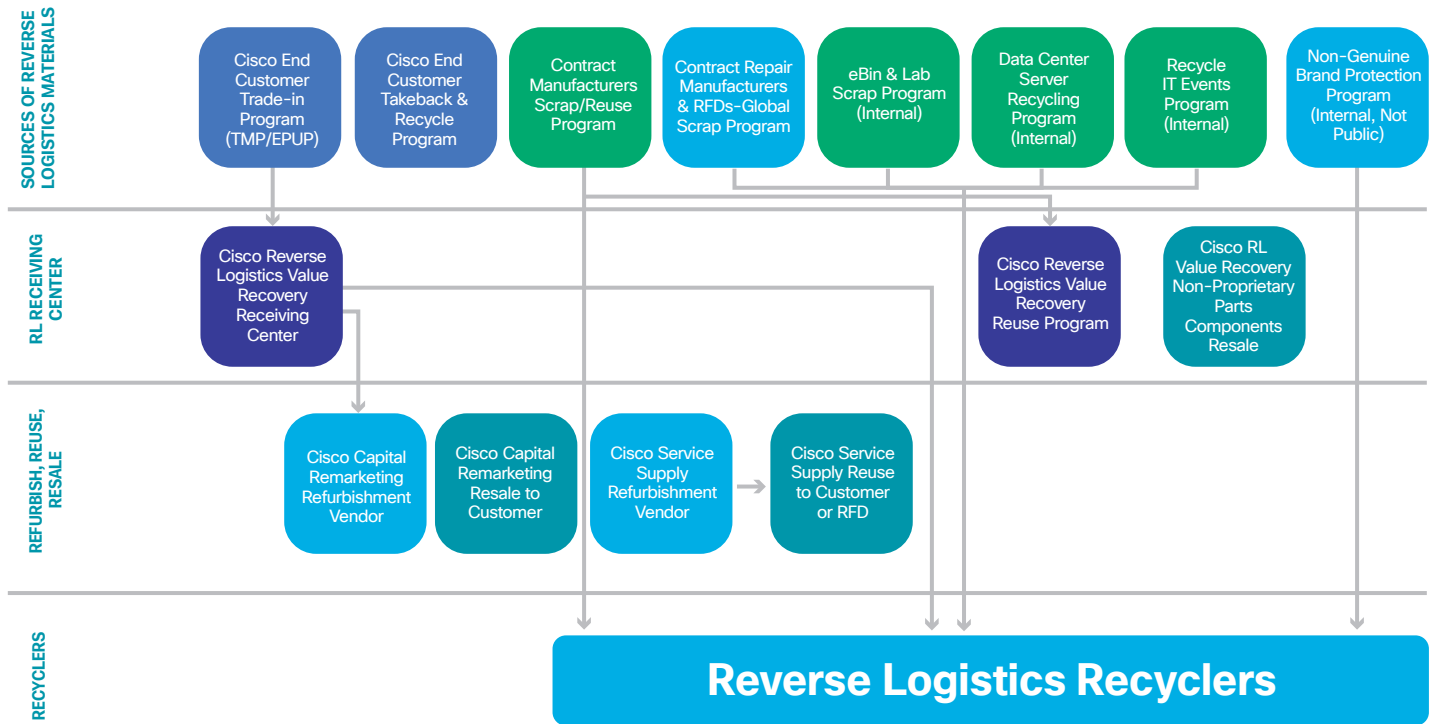 SOURCES OF REVERSE
LOGISTICS MATERIALS
Cisco End
Customer
Trade-in
Program
(TMP/EPUP)
Cisco End
Customer
Takeback &
Recycle
Program
Contract
Manufacturers
Scrap/Reuse
Program
Contract Repair
Manufacturers
& RFDs-Global
Scrap Program
eBin & Lab
Scrap Program
(Internal)
Data Center
Server
Recycling
Program
(Internal)
Recycle
IT Events
Program
(Internal)
Non-Genuine
Brand Protection
Program
(Internal, Not
Public)
RL RECEIVING
CENTER
Cisco Reverse
Logistics Value
Recovery
Receiving
Center
Cisco Reverse
Logistics Value
Recovery
Reuse Program
Cisco RL
Value Recovery
Non-Proprietary
Parts
Components
Resale
REFURBISH, REUSE,
RESALE
Cisco Capital
Remarketing
Refurbishment
Vendor
Cisco Capital
Remarketing
Resale to
Customer
Cisco Service
Supply
Refurbishment
Vendor
Cisco Service
Supply Reuse
to Customer
or RFD
RECYCLERS
Reverse Logistics Recyclers